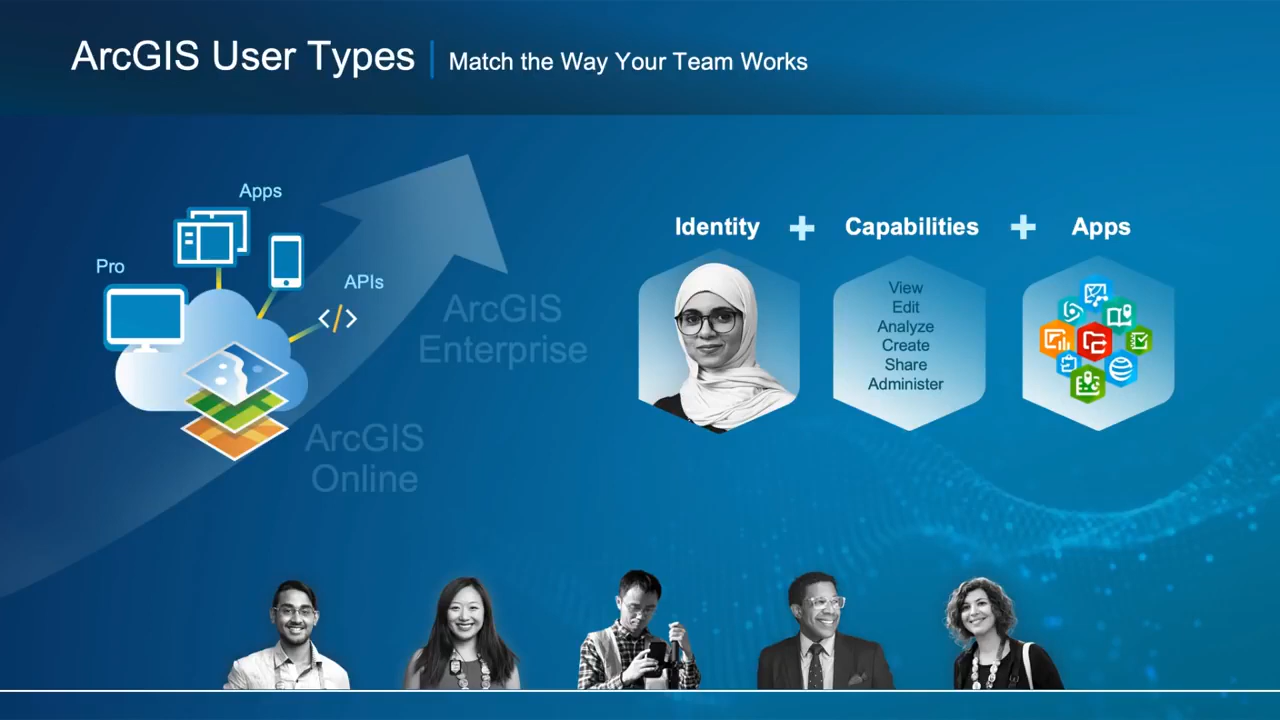 ArcGIS User Types
Match the Way Your Team Works
Apps
Pro
APIs
</>
ArcGIS
Enterprise
ArcGIS
Online
Identity + Capabilities + Apps
View
Edit
Analyze
Create
Share
Administer